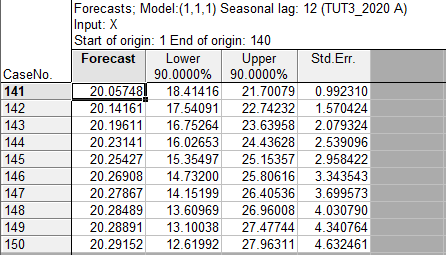 Forecasts; Model:(1,1,1) Seasonal lag: 12 (TUT3_2020 A)
Input: X
Start of origin: 1 End of origin: 140
CaseNo. Forecast Lower 90.0000% Upper 90.0000% Std.Err.
141 20.05748 18.41416 21.70079 0.992310
142 20.14161 17.54091 22.74232 1.570424
143 20.19611 16.75264 23.63958 2.079324
144 20.23141 16.02653 24.43628 2.539096
145 20.25427 15.35497 25.15357 2.958422
146 20.26908 14.73200 25.80616 3.343543
147 20.27867 14.15199 26.40536 3.699573
148 20.28489 13.60969 26.96008 4.030790
149 20.28891 13.10038 27.47744 4.340764
150 20.29152 12.61992 27.96311 4.632461